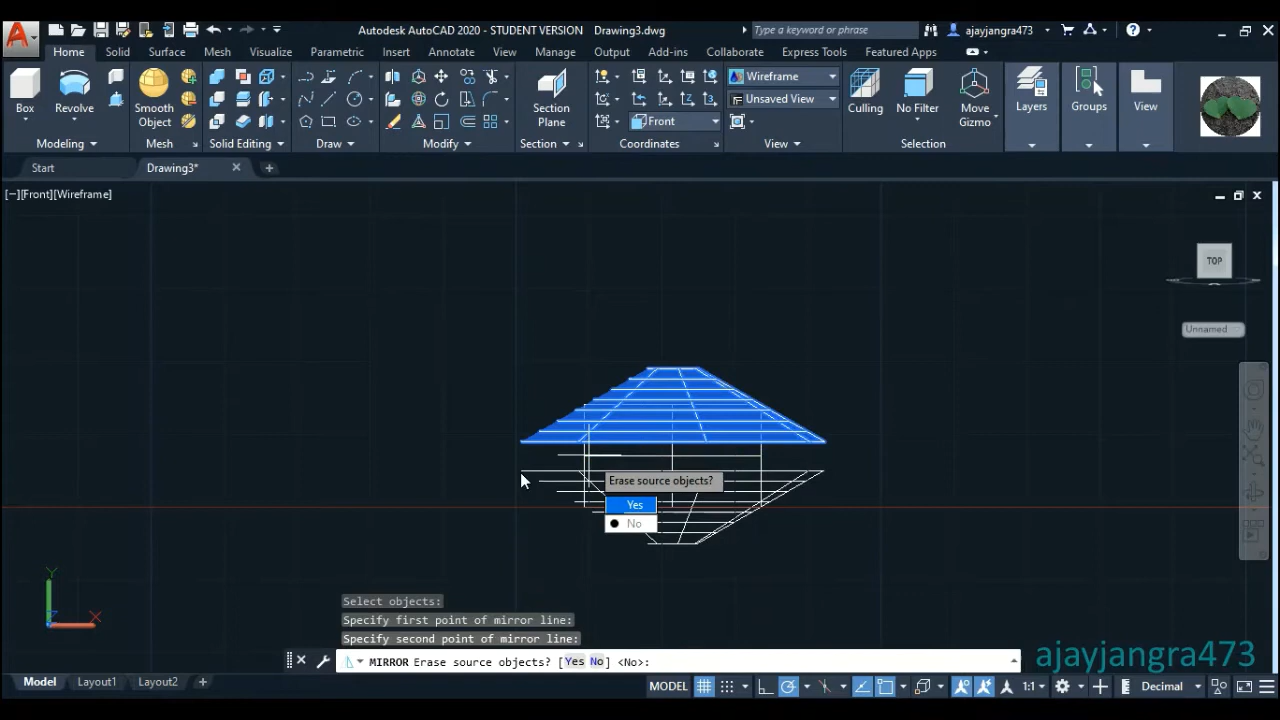 Autodesk AutoCAD 2020 - STUDENT VERSION Drawing3.dwg
Type a keyword or phrase
ajayjangra473
Home Solid Surface Mesh Visualize Parametric Insert Annotate View Manage Output Add-ins Collaborate Express Tools Featured Apps
Wireframe
Unsaved View
Front
Box Revolve Smooth Object Section Plane Culling No Filter Move Gizmo Layers Groups View
Modeling Mesh Solid Editing Draw Modify Section Coordinates View Selection
Start Drawing3*
[−][Front][Wireframe]
TOP
Unnamed
Erase source objects?
Yes
No
Y
X
Select objects:
Specify first point of mirror line:
Specify second point of mirror line:
MIRROR Erase source objects? [Yes No] <No>:
ajayjangra473
Model Layout1 Layout2
MODEL 1:1 Decimal